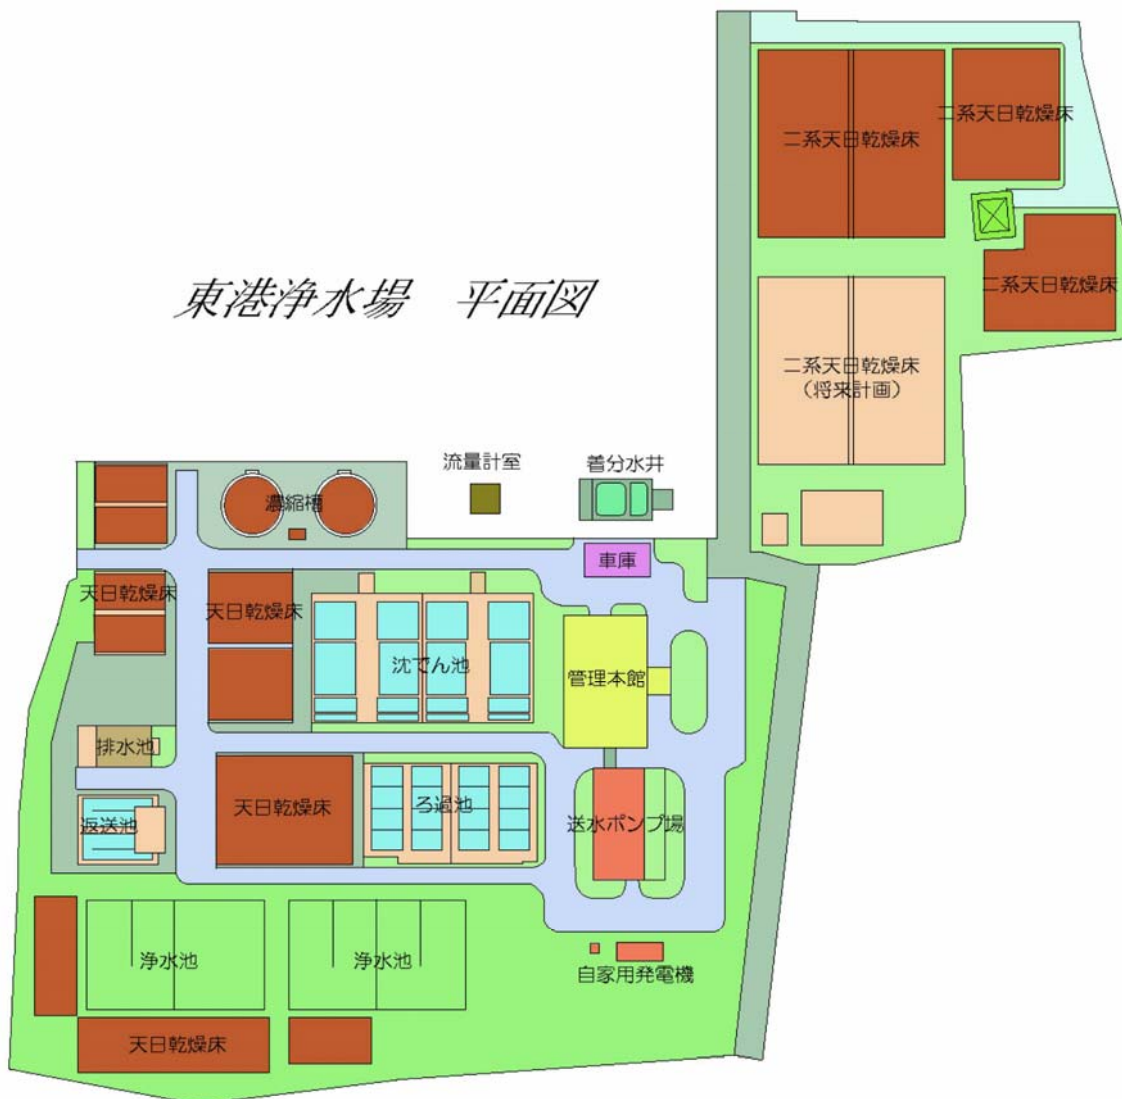 二系天日乾燥床
二系天日乾燥床
二系天日乾燥床
東港浄水場 平面図
二系天日乾燥床
(将来計画)
流量計室
着分水井
濃縮槽
車庫
天日乾燥床
天日乾燥床
沈でん池
管理本館
排水池
天日乾燥床
ろ過池
送水ポンプ場
返送池
浄水池
浄水池
自家用発電機
天日乾燥床